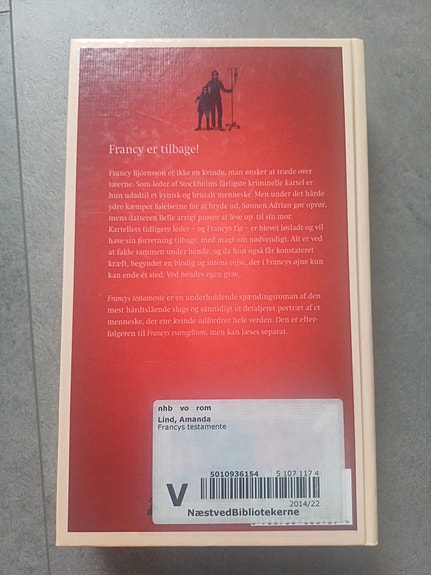 Francy er tilbage!
Francy Björnsson er ikke en kvinde, man ønsker at træde over
tæerne. Som leder af Stockholms farligste kriminelle kartel er
hun udadtil et kynisk og brutalt menneske. Men under det hårde
ydre kæmper følelserne for at bryde ud. Sønnen Adrian gør oprør,
mens datteren Belle ärrigt prøver at leve op til sin mor.
Kartellets tidligere leder – og Francys far – er blevet løsladt og vil
have sin forretning tilbage, med magt om nødvendigt. Alt er ved
at falde sammen under hende, og da hun også får konstateret
kræft, begynder en blodig og intens rejse, der i Francys øjne kun
kan ende ét sted: Ved hendes egen grav.
Francys testamente er en underholdende spændingsroman af den
mest hårdtslående slags og samtidigt et detaljeret portræt af et
menneske, der ene kvinde udfordrer hele verden. Den er efter-
følgeren til Francys evangelium, men kan læses separat.
nhb vo rom
Lind, Amanda
Francys testamente
5010936154 5 107 117 4
V
2014/22
NæstvedBibliotekerne